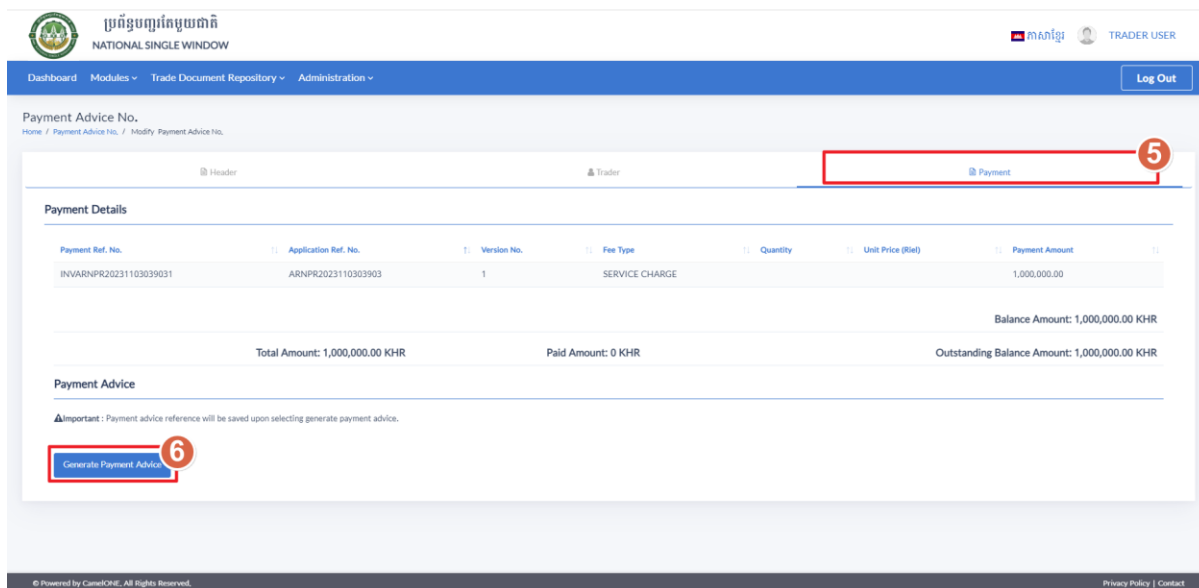 ប្រព័ន្ធបញ្ជរតែមួយជាតិ
NATIONAL SINGLE WINDOW
ភាសាខ្មែរ TRADER USER
Dashboard Modules Trade Document Repository Administration Log Out
Payment Advice No.
Home / Payment Advice No. / Modify Payment Advice No.
5
Header Trader Payment
Payment Details
Payment Ref. No. Application Ref. No. Version No. Fee Type Quantity Unit Price (Riel) Payment Amount
INVARNPR20231103039031 ARNPR2023110303903 1 SERVICE CHARGE 1,000,000.00
Balance Amount: 1,000,000.00 KHR
Total Amount: 1,000,000.00 KHR Paid Amount: 0 KHR Outstanding Balance Amount: 1,000,000.00 KHR
Payment Advice
Important : Payment advice reference will be saved upon selecting generate payment advice.
6
Generate Payment Advice
© Powered by CamelONE, All Rights Reserved. Privacy Policy | Contact